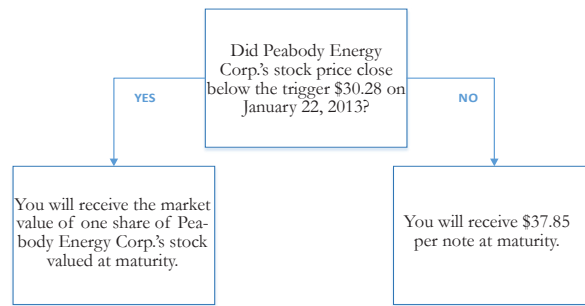 Did Peabody Energy
Corp.'s stock price close
below the trigger $30.28 on
January 22, 2013?
YES
NO
You will receive the market
value of one share of Pea-
body Energy Corp.'s stock
valued at maturity.
You will receive $37.85
per note at maturity.